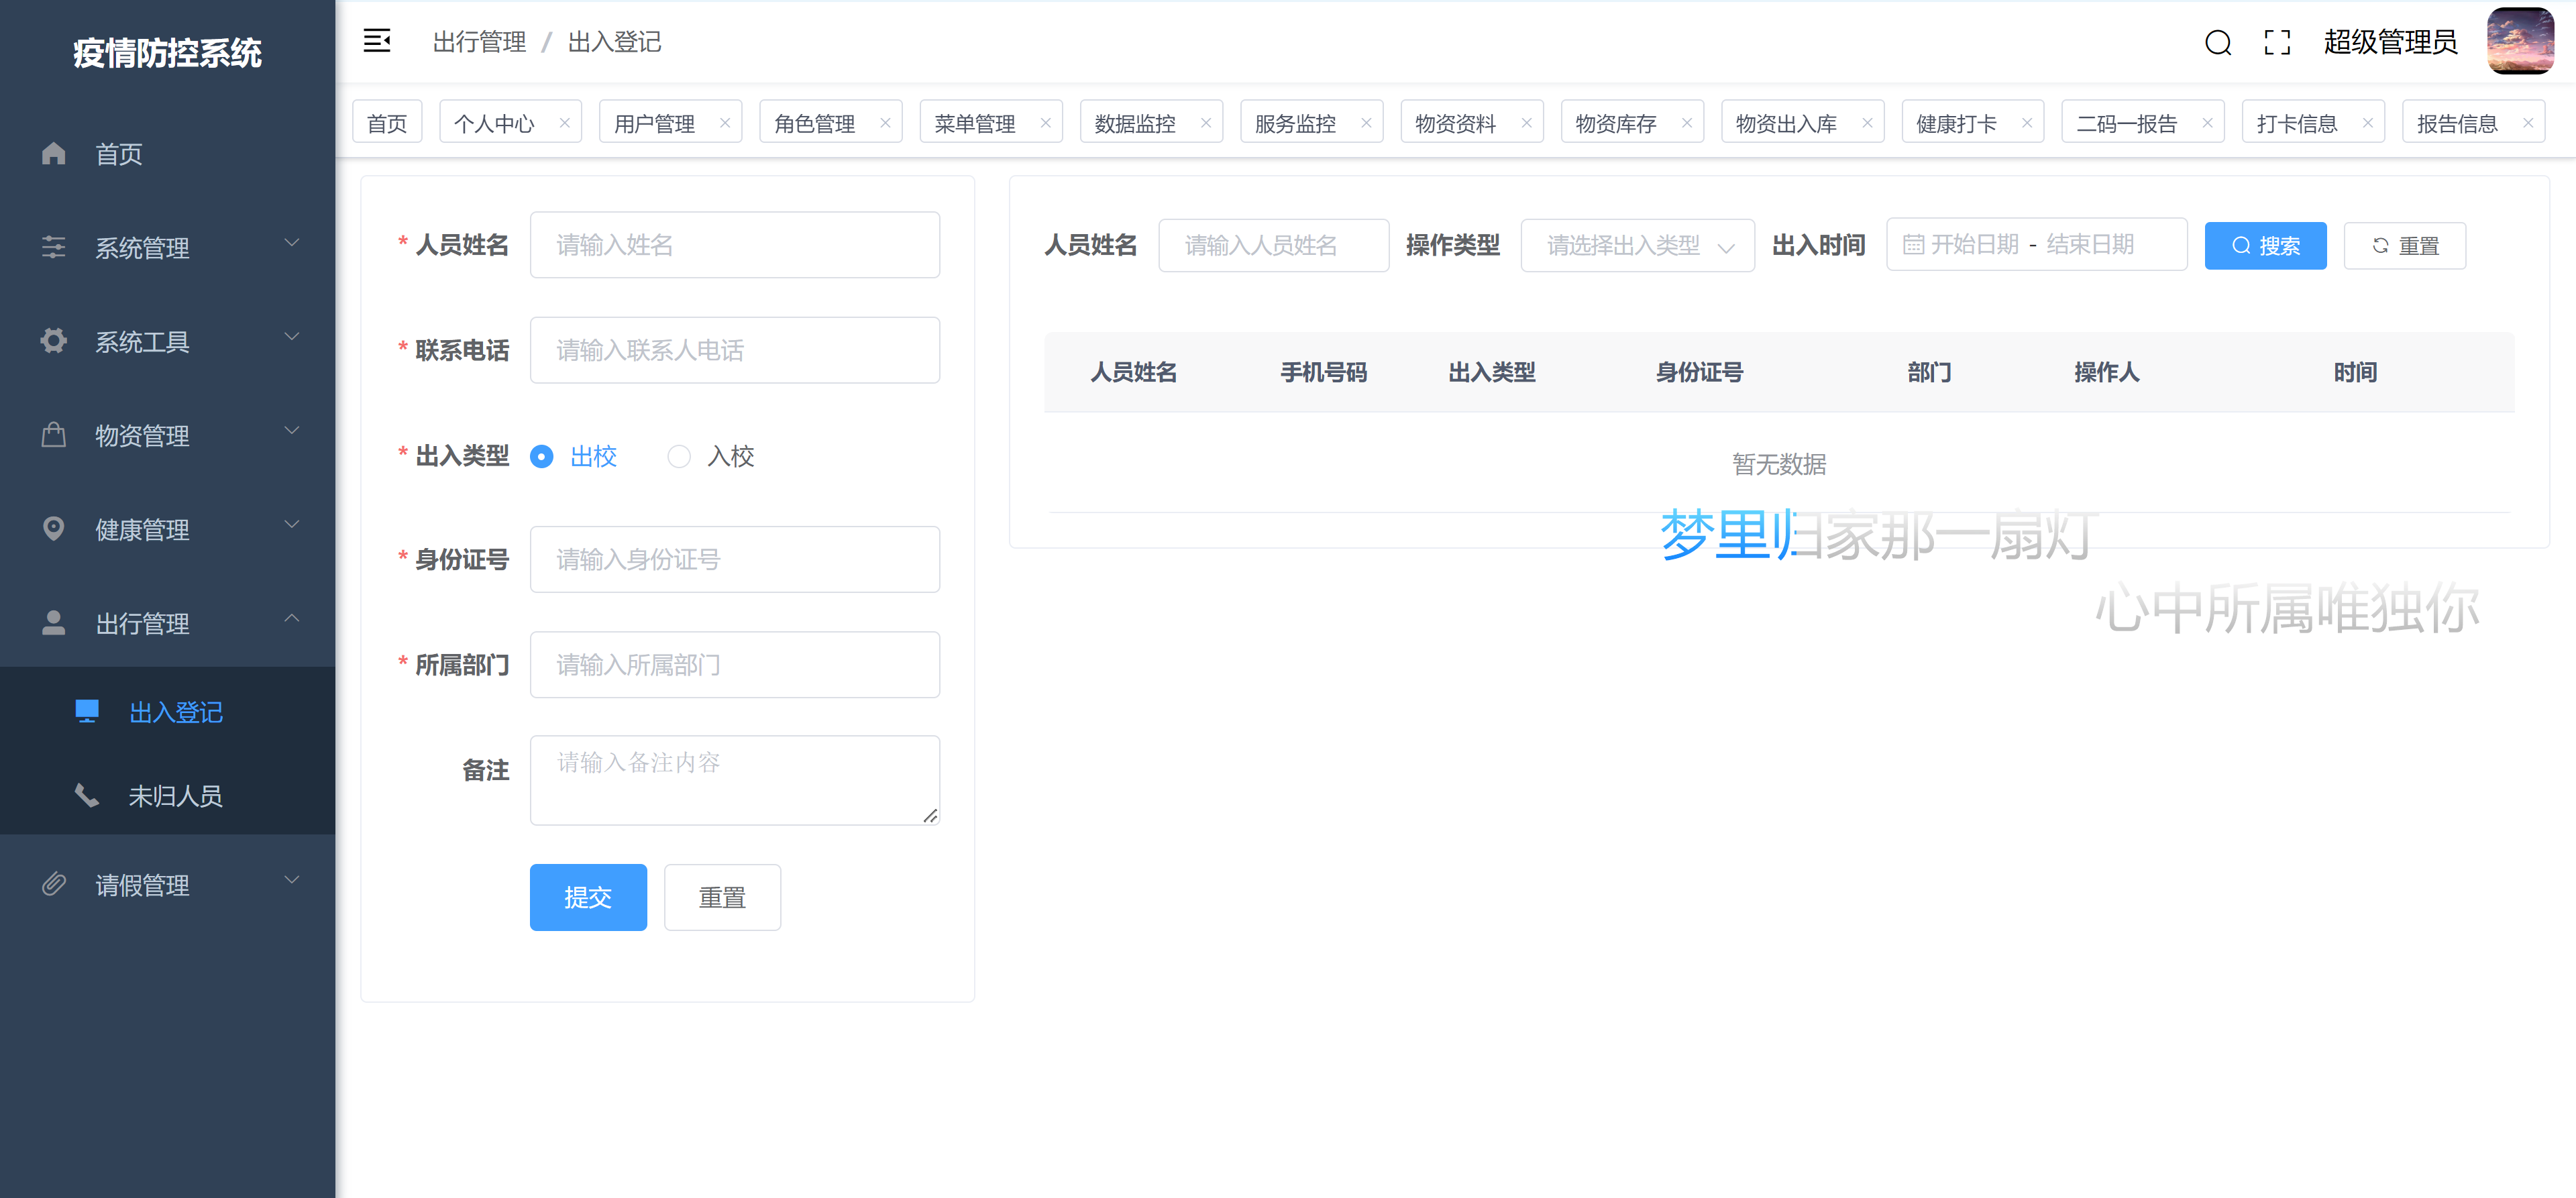 疫情防控系统
首页
系统管理
系统工具
物资管理
健康管理
出行管理
出入登记
未归人员
请假管理
出行管理 / 出入登记
超级管理员
首页 个人中心 用户管理 角色管理 菜单管理 数据监控 服务监控 物资资料 物资库存 物资出入库 健康打卡 二码一报告 打卡信息 报告信息
* 人员姓名 请输入姓名
* 联系电话 请输入联系人电话
* 出入类型 出校 入校
* 身份证号 请输入身份证号
* 所属部门 请输入所属部门
备注 请输入备注内容
提交 重置
人员姓名 请输入人员姓名 操作类型 请选择出入类型 出入时间 开始日期 - 结束日期 搜索 重置
人员姓名 手机号码 出入类型 身份证号 部门 操作人 时间
暂无数据
梦里归家那一扇灯
心中所属唯独你